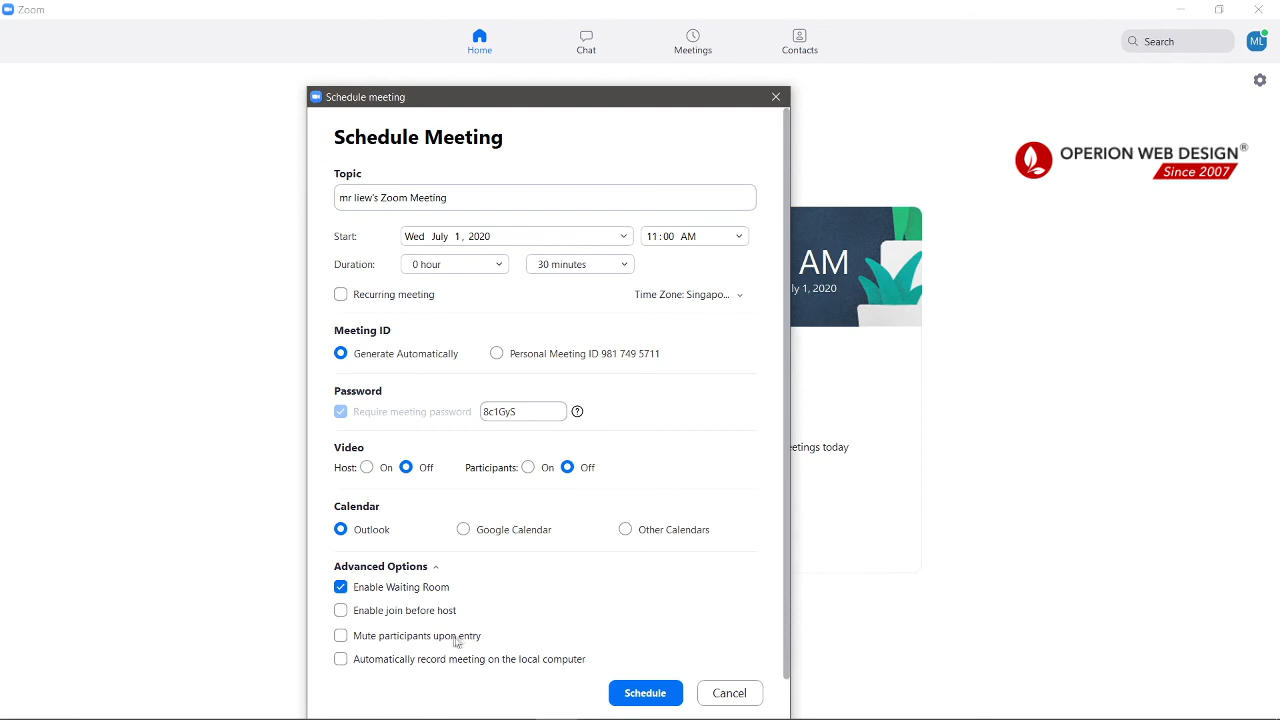 Zoom
Home
Chat
Meetings
Contacts
Search
ML
Schedule meeting
Schedule Meeting
OPERION WEB DESIGN®
Since 2007
Topic
mr liew's Zoom Meeting
Start: Wed July 1, 2020 11:00 AM
Duration: 0 hour 30 minutes
AM
ly 1, 2020
Recurring meeting Time Zone: Singapo...
Meeting ID
Generate Automatically Personal Meeting ID 981 749 5711
Password
Require meeting password 8c1GyS ?
Video
etings today
Host: On Off Participants: On Off
Calendar
Outlook Google Calendar Other Calendars
Advanced Options
Enable Waiting Room
Enable join before host
Mute participants upon entry
Automatically record meeting on the local computer
Schedule Cancel